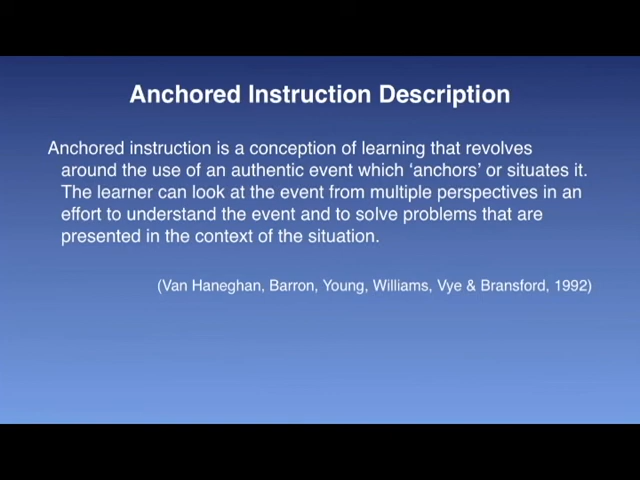 Anchored Instruction Description
Anchored instruction is a conception of learning that revolves
around the use of an authentic event which ‘anchors’ or situates it.
The learner can look at the event from multiple perspectives in an
effort to understand the event and to solve problems that are
presented in the context of the situation.
(Van Haneghan, Barron, Young, Williams, Vye & Bransford, 1992)